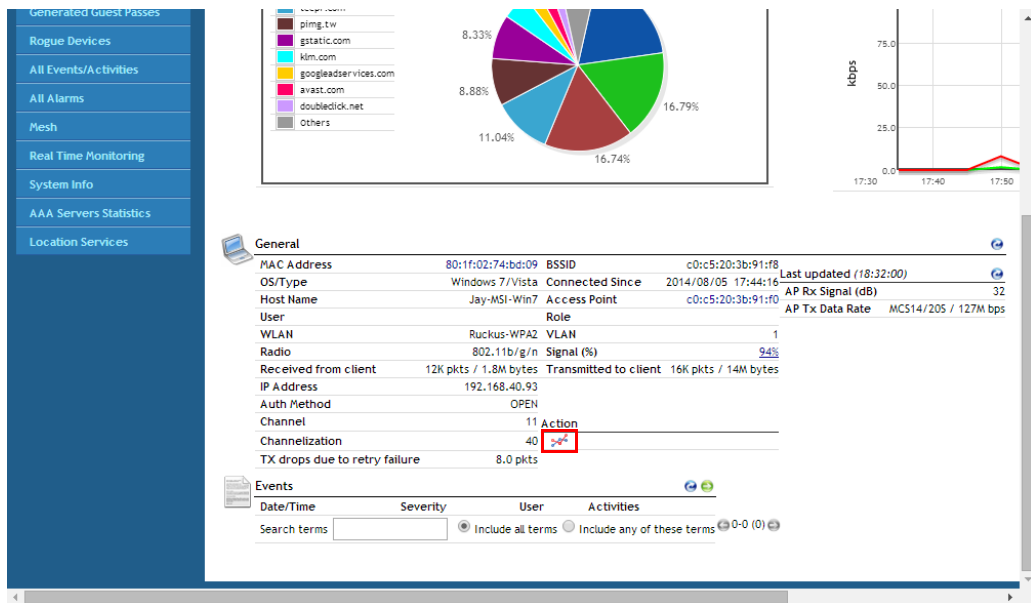 Generated Guest Passes
Rogue Devices
All Events/Activities
All Alarms
Mesh
Real Time Monitoring
System Info
AAA Servers Statistics
Location Services
pimg.tw
gstatic.com
klm.com
googleadservices.com
avast.com
doubleclick.net
Others
8.33%
8.88%
11.04%
16.74%
16.79%
kbps
75.0
50.0
25.0
0.0
17:30 17:40 17:50
General
MAC Address 80:1f:02:74:bd:09 BSSID c0:c5:20:3b:91:f8
OS/Type Windows 7/Vista Connected Since 2014/08/05 17:44:16
Host Name Jay-MSI-Win7 Access Point c0:c5:20:3b:91:f0
User Role
WLAN Ruckus-WPA2 VLAN 1
Radio 802.11b/g/n Signal (%) 94%
Received from client 12K pkts / 1.8M bytes Transmitted to client 16K pkts / 14M bytes
IP Address 192.168.40.93
Auth Method OPEN
Channel 11 Action
Channelization 40
TX drops due to retry failure 8.0 pkts
Last updated (18:32:00)
AP Rx Signal (dB) 32
AP Tx Data Rate MCS14/205 / 127M bps
Events
Date/Time Severity User Activities
Search terms Include all terms Include any of these terms 0-0 (0)